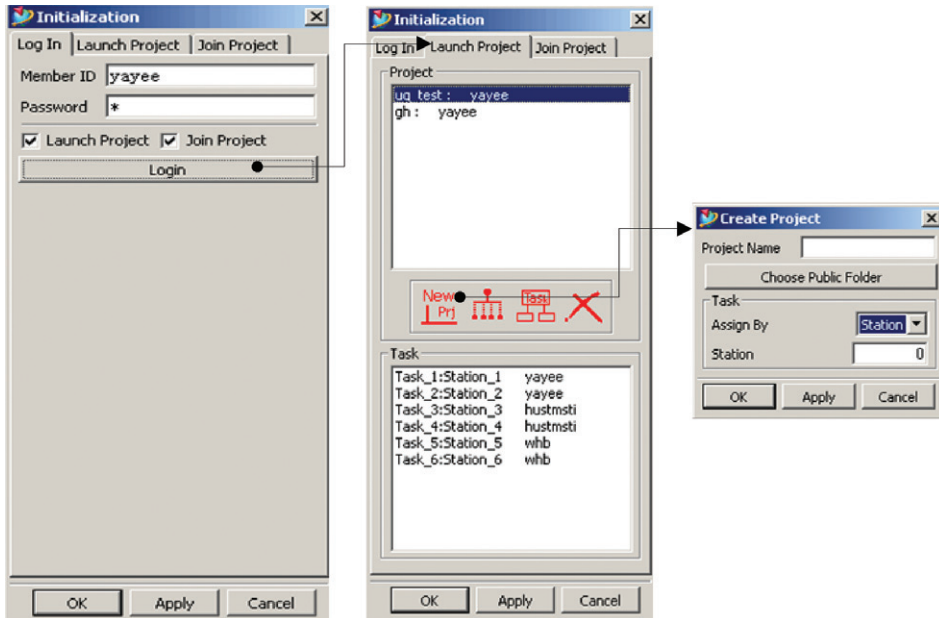 Initialization
Log In Launch Project Join Project
Member ID yayee
Password *
Launch Project Join Project
Login
OK Apply Cancel
Initialization
Log In Launch Project Join Project
Project
ug_test : yayee
gh : yayee
New Prj
Task
Task
Task_1:Station_1 yayee
Task_2:Station_2 yayee
Task_3:Station_3 hustmsti
Task_4:Station_4 hustmsti
Task_5:Station_5 whb
Task_6:Station_6 whb
OK Apply Cancel
Create Project
Project Name
Choose Public Folder
Task
Assign By Station
Station 0
OK Apply Cancel